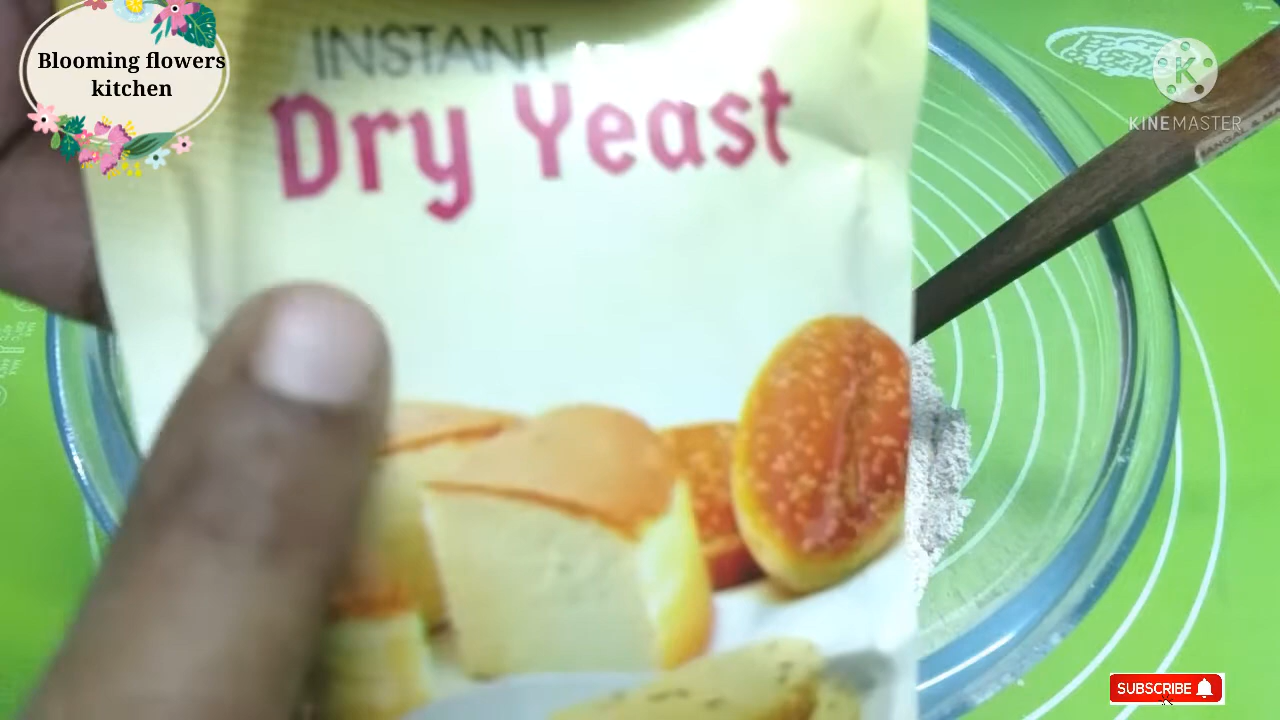 Blooming flowers
kitchen
INSTANT
Dry Yeast
KINEMASTER
SUBSCRIBE